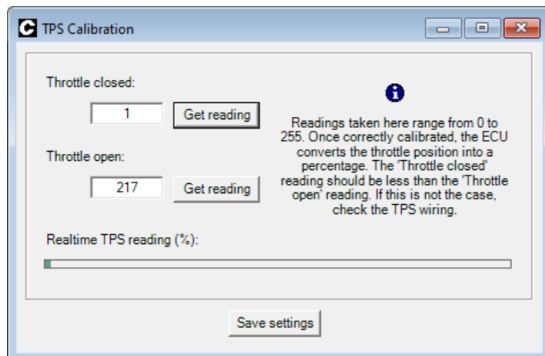 TPS Calibration
Throttle closed:
1
Get reading
Throttle open:
217
Get reading
Readings taken here range from 0 to
255. Once correctly calibrated, the ECU
converts the throttle position into a
percentage. The 'Throttle closed'
reading should be less than the 'Throttle
open' reading. If this is not the case,
check the TPS wiring.
Realtime TPS reading (%):
Save settings